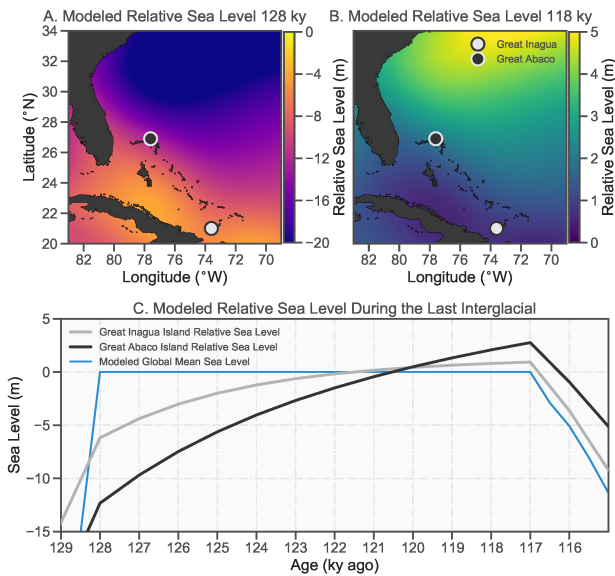 A. Modeled Relative Sea Level 128 ky
B. Modeled Relative Sea Level 118 ky
34
32
30
28
26
24
22
20
Latitude (°N)
82 80 78 76 74 72 70
Longitude (°W)
0
−4
−8
−12
−16
−20
Relative Sea Level (m)
Great Inagua
Great Abaco
82 80 78 76 74 72 70
Longitude (°W)
5
4
3
2
1
0
Relative Sea Level (m)
C. Modeled Relative Sea Level During the Last Interglacial
Great Inagua Island Relative Sea Level
Great Abaco Island Relative Sea Level
Modeled Global Mean Sea Level
5
0
−5
−10
−15
Sea Level (m)
129 128 127 126 125 124 123 122 121 120 119 118 117 116
Age (ky ago)